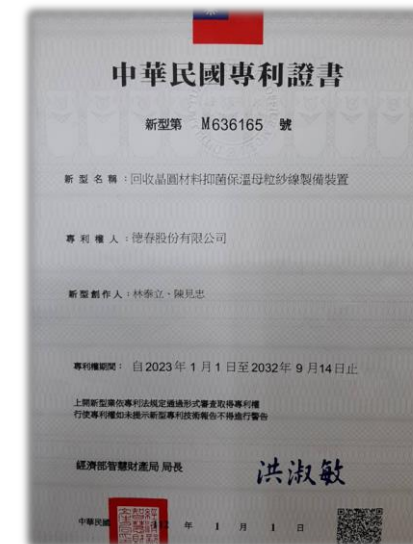 中華民國專利證書
新型第 M636165 號
新 型 名 稱：回收晶圓材料抑菌保溫母粒紗線製備裝置
專 利 權 人：德春股份有限公司
新型創作人：林泰立、陳見忠
專利權期間： 自2023年 1 月 1 日至 2032年 9 月14日止
上開新型業依專利法規定通過形式審查取得專利權
行使專利權如未提示新型專利技術報告不得進行警告
經濟部智慧財產局 局長 洪淑敏
中華民國 年 1 月 1 日